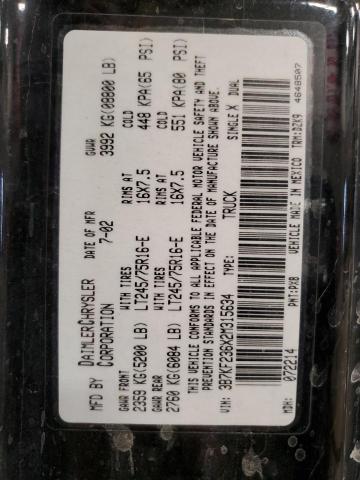 MFD BY DAIMLERCHRYSLER CORPORATION DATE OF MFR 7-02 GVWR 3992 KG(08800 LB)
GAWR FRONT WITH TIRES RIMS AT COLD
2359 KG(5200 LB) LT245/75R16-E 16X7.5 448 KPA(65 PSI)
GAWR REAR WITH TIRES RIMS AT COLD
2760 KG(6084 LB) LT245/75R16-E 16X7.5 551 KPA(80 PSI)
THIS VEHICLE CONFORMS TO ALL APPLICABLE FEDERAL MOTOR VEHICLE SAFETY AND THEFT
PREVENTION STANDARDS IN EFFECT ON THE DATE OF MANUFACTURE SHOWN ABOVE.
VIN: 3B7KF236X2M315634 TYPE: TRUCK SINGLE X DUAL
MDH: 072214 PNT: PXB VEHICLE MADE IN MEXICO TRM: DZK9 4648507